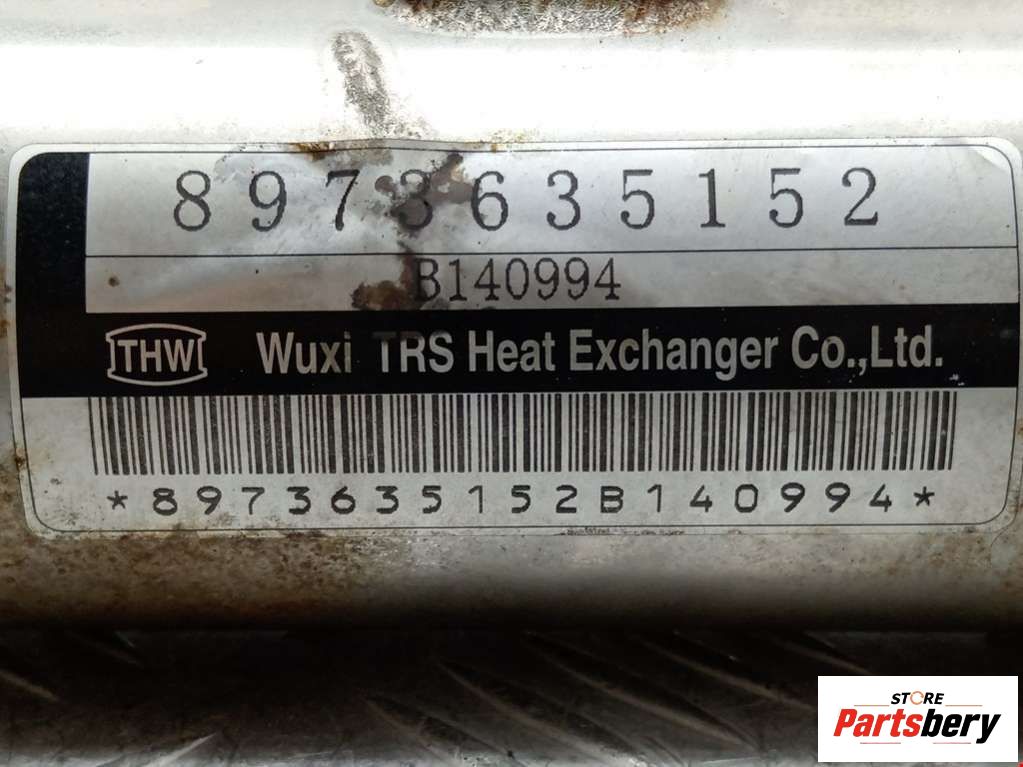 8973635152
B140994
THW Wuxi TRS Heat Exchanger Co.,Ltd.
*8973635152B140994*
STORE
Partsbery